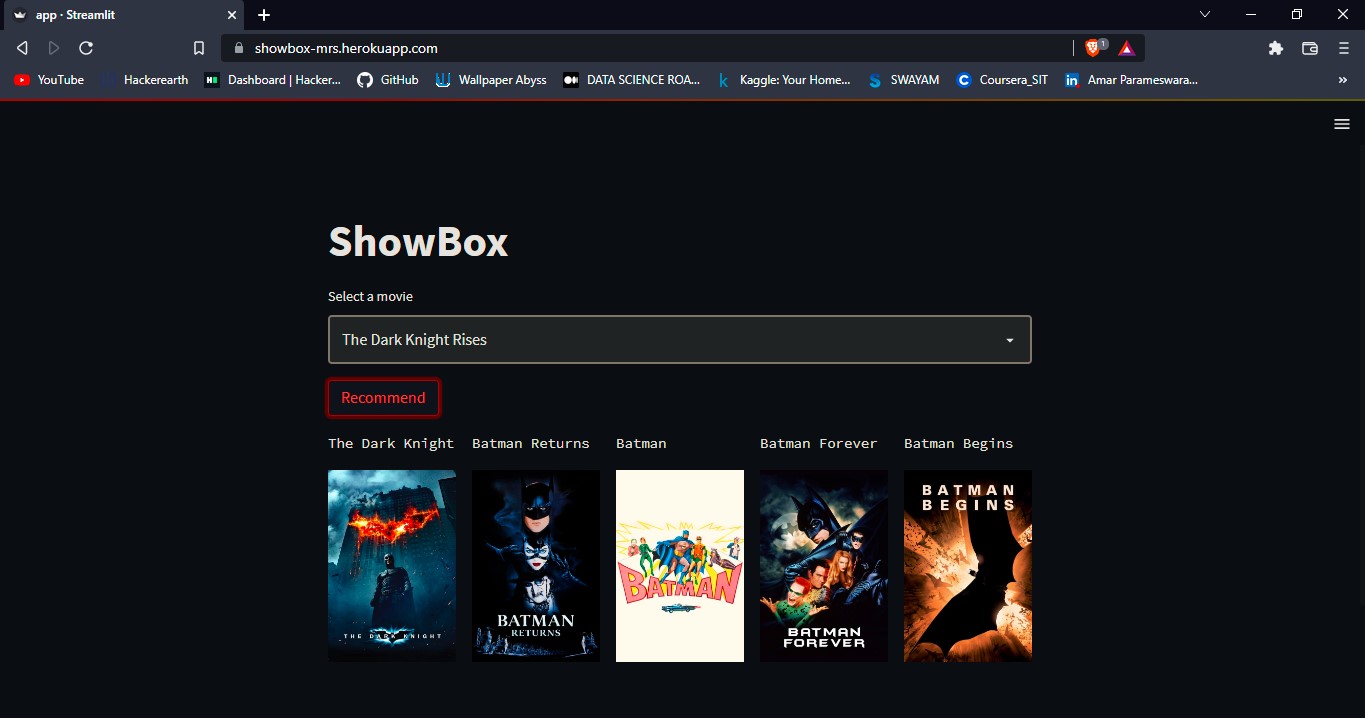 app · Streamlit
showbox-mrs.herokuapp.com
1
YouTube
Hackerearth
Dashboard | Hacker...
GitHub
Wallpaper Abyss
DATA SCIENCE ROA...
Kaggle: Your Home...
SWAYAM
Coursera_SIT
Amar Parameswara...
ShowBox
Select a movie
The Dark Knight Rises
Recommend
The Dark Knight
Batman Returns
Batman
Batman Forever
Batman Begins
THE DARK KNIGHT
BATMAN
RETURNS
BATMAN
BATMAN
FOREVER
BATMAN
BEGINS